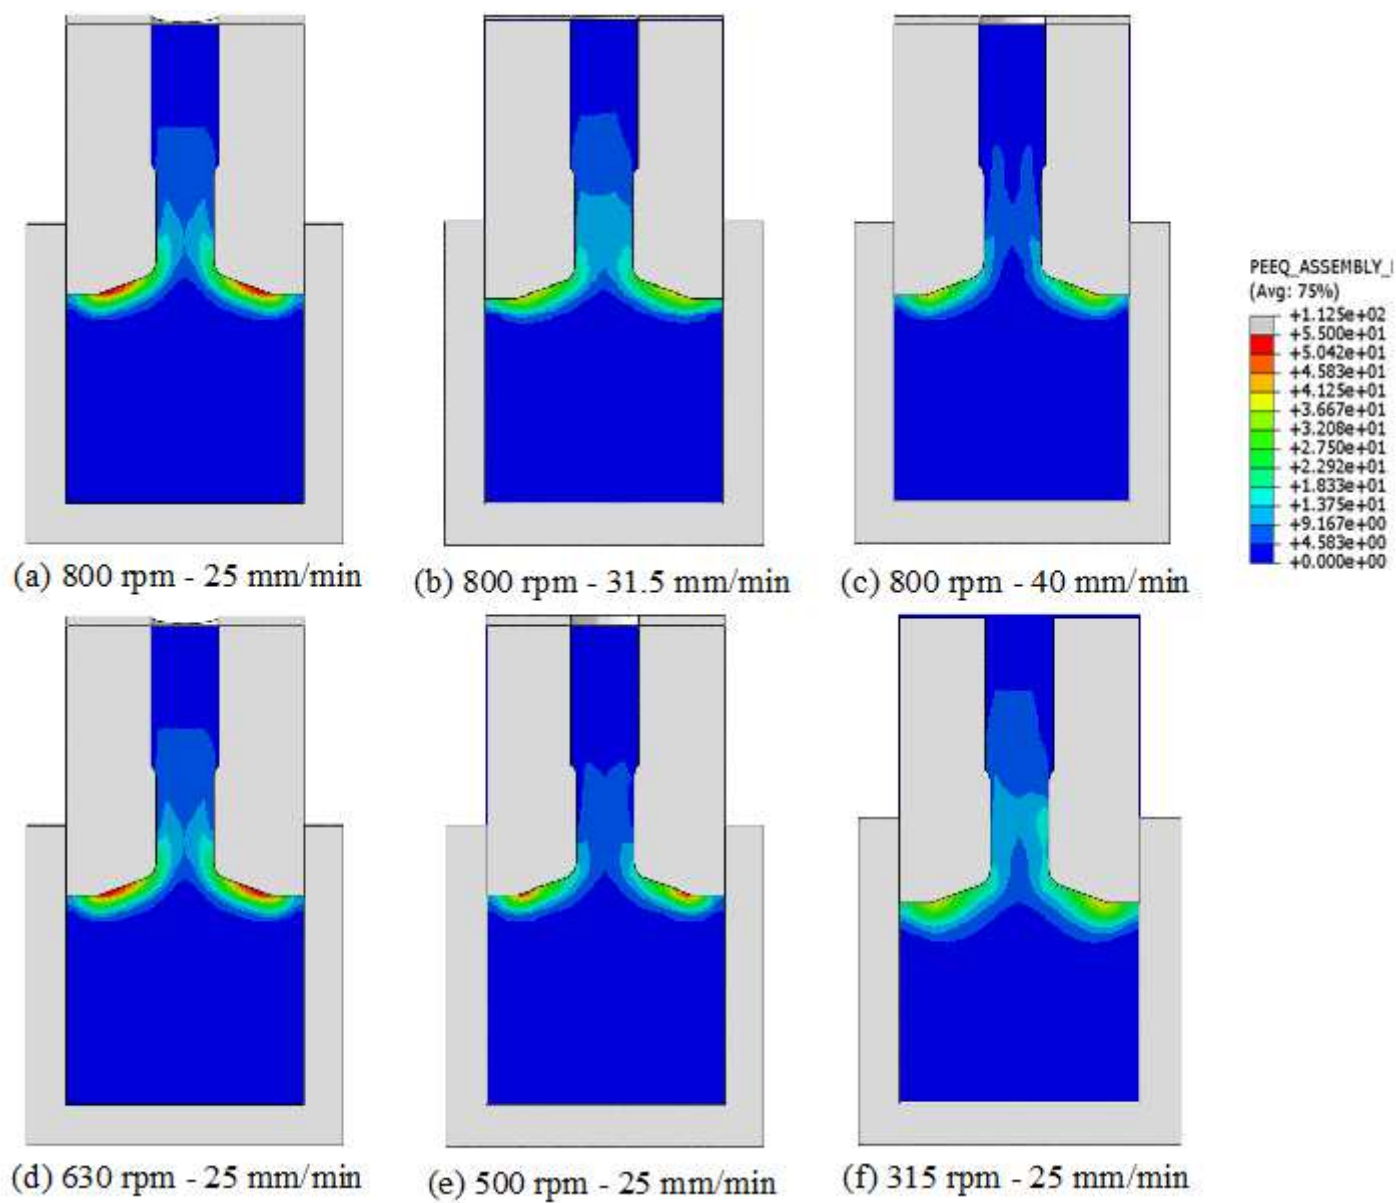 PEEQ_ASSEMBLY_
(Avg: 75%)
+1.125e+02
+5.500e+01
+5.042e+01
+4.583e+01
+4.125e+01
+3.667e+01
+3.208e+01
+2.750e+01
+2.292e+01
+1.833e+01
+1.375e+01
+9.167e+00
+4.583e+00
+0.000e+00
(a) 800 rpm - 25 mm/min
(b) 800 rpm - 31.5 mm/min
(c) 800 rpm - 40 mm/min
(d) 630 rpm - 25 mm/min
(e) 500 rpm - 25 mm/min
(f) 315 rpm - 25 mm/min